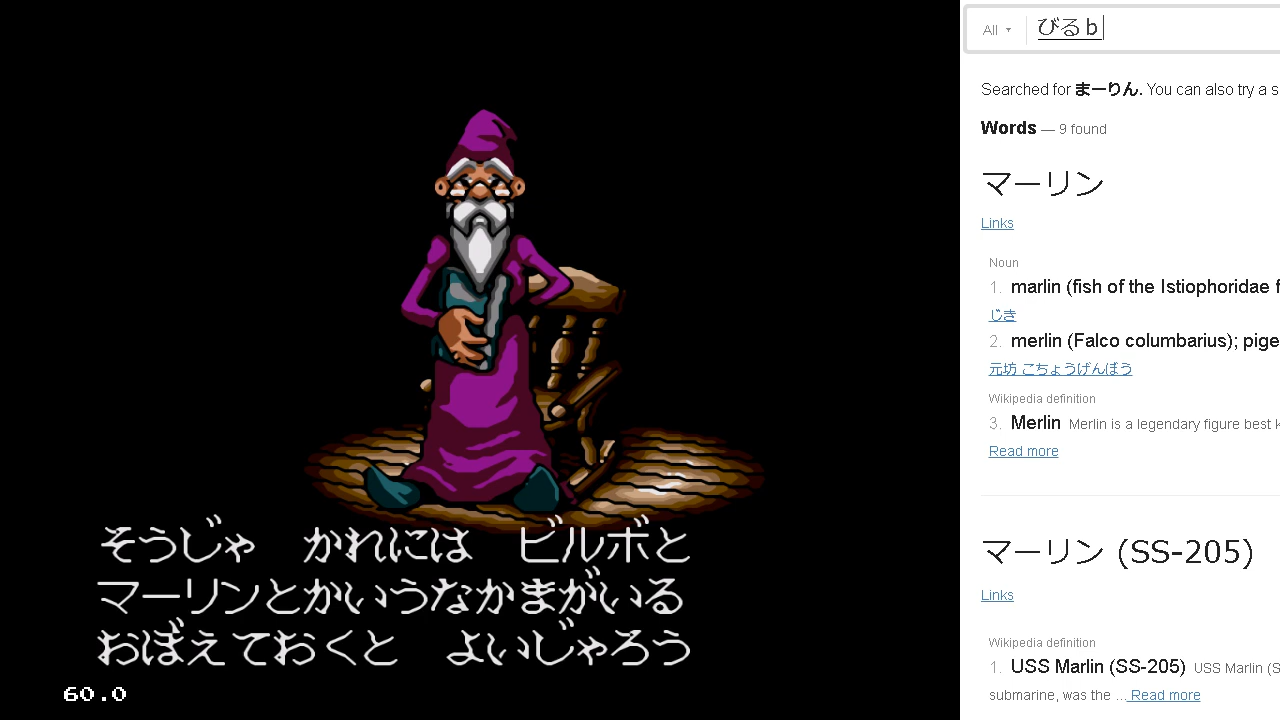 そうじゃ　かれには　ビルボと
マーリンとかいうなかまがいる
おぼえておくと　よいじゃろう
60.0
All ▼ びるｂ
Searched for まーりん. You can also try a s
Words — 9 found
マーリン
Links
Noun
1. marlin (fish of the Istiophoridae f
じき
2. merlin (Falco columbarius); pige
元坊 こちょうげんぼう
Wikipedia definition
3. Merlin Merlin is a legendary figure best k
Read more
マーリン (SS-205)
Links
Wikipedia definition
1. USS Marlin (SS-205) USS Marlin (S
submarine, was the ... Read more